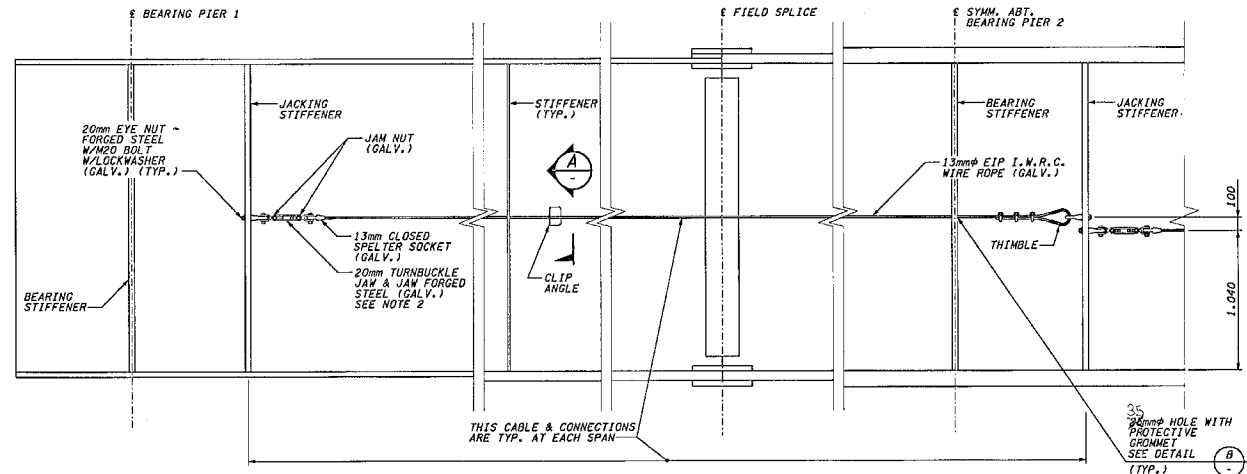 ℄ BEARING PIER 1
℄ FIELD SPLICE
℄ SYMM. ABT.
BEARING PIER 2
JACKING
STIFFENER
20mm EYE NUT ~
FORGED STEEL
W/M20 BOLT
W/LOCKWASHER
(GALV.) (TYP.)
JAM NUT
(GALV.)
STIFFENER
(TYP.)
A
-
BEARING
STIFFENER
JACKING
STIFFENER
13mmϕ EIP I.W.R.C.
WIRE ROPE (GALV.)
100
13mm CLOSED
SPELTER SOCKET
(GALV.)
20mm TURNBUCKLE
JAW & JAW FORGED
STEEL (GALV.)
SEE NOTE 2
CLIP
ANGLE
THIMBLE
BEARING
STIFFENER
1.040
THIS CABLE & CONNECTIONS
ARE TYP. AT EACH SPAN
35
mmϕ HOLE WITH
PROTECTIVE
GROMMET
SEE DETAIL
(TYP.)
B
-